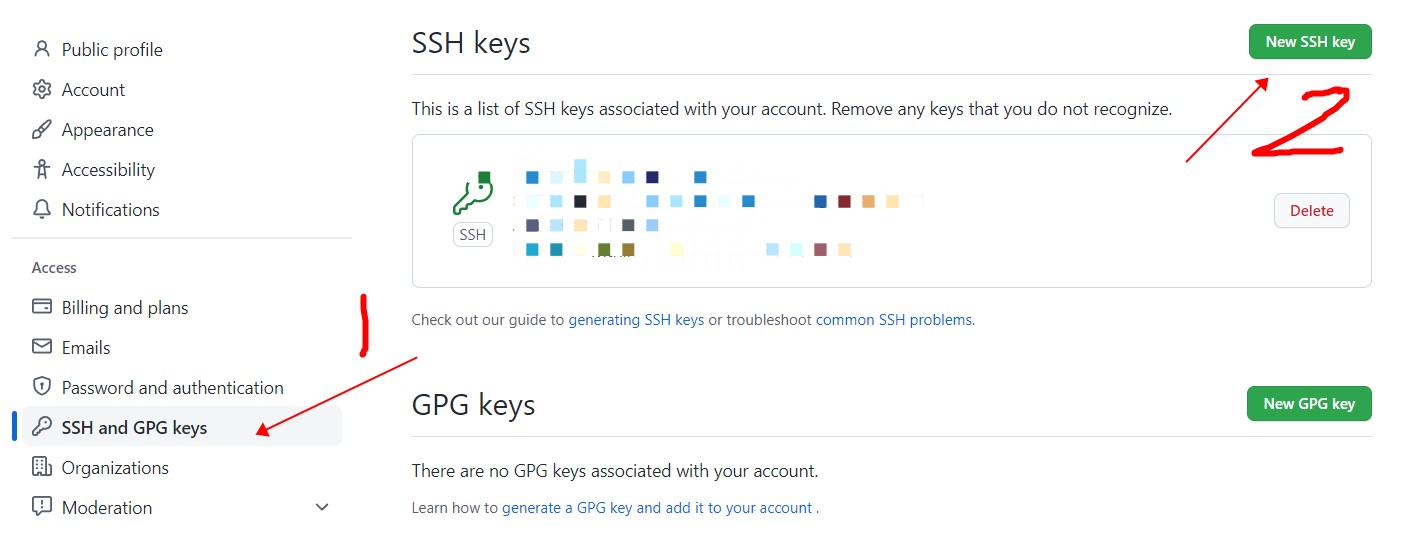 Public profile
Account
Appearance
Accessibility
Notifications
Access
Billing and plans
Emails
Password and authentication
SSH and GPG keys
Organizations
Moderation
1
SSH keys
New SSH key
2
This is a list of SSH keys associated with your account. Remove any keys that you do not recognize.
SSH
Delete
Check out our guide to generating SSH keys or troubleshoot common SSH problems.
GPG keys
New GPG key
There are no GPG keys associated with your account.
Learn how to generate a GPG key and add it to your account .